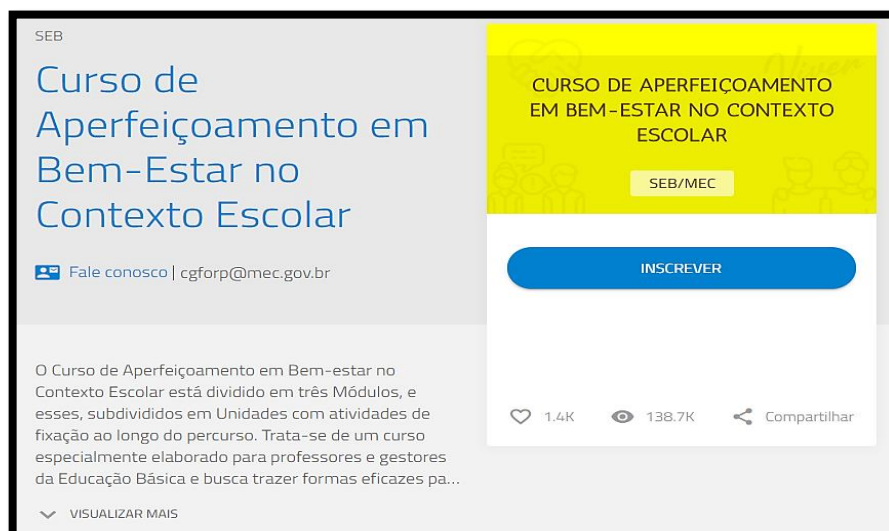 SEB
Curso de
Aperfeiçoamento em
Bem-Estar no
Contexto Escolar
Fale conosco | cgforp@mec.gov.br
O Curso de Aperfeiçoamento em Bem-estar no
Contexto Escolar está dividido em três Módulos, e
esses, subdivididos em Unidades com atividades de
fixação ao longo do percurso. Trata-se de um curso
especialmente elaborado para professores e gestores
da Educação Básica e busca trazer formas eficazes pa...
VISUALIZAR MAIS
Viver
CURSO DE APERFEIÇOAMENTO
EM BEM-ESTAR NO CONTEXTO
ESCOLAR
SEB/MEC
INSCREVER
1.4K 138.7K Compartilhar